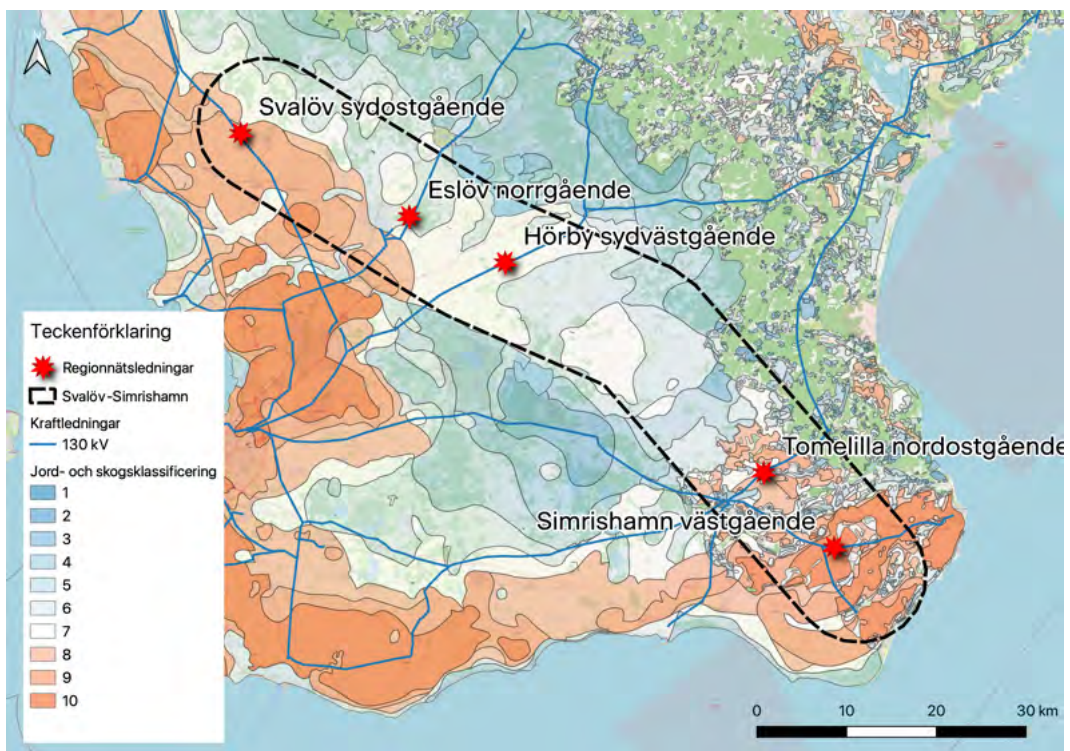 Svalöv sydostgående
Eslöv norrgående
Hörby sydvästgående
Tomelilla nordostgående
Simrishamn västgående
Teckenförklaring
Regionnätsledningar
Svalöv-Simrishamn
Kraftledningar
130 kV
Jord- och skogsklassificering
1
2
3
4
5
6
7
8
9
10
0 10 20 30 km